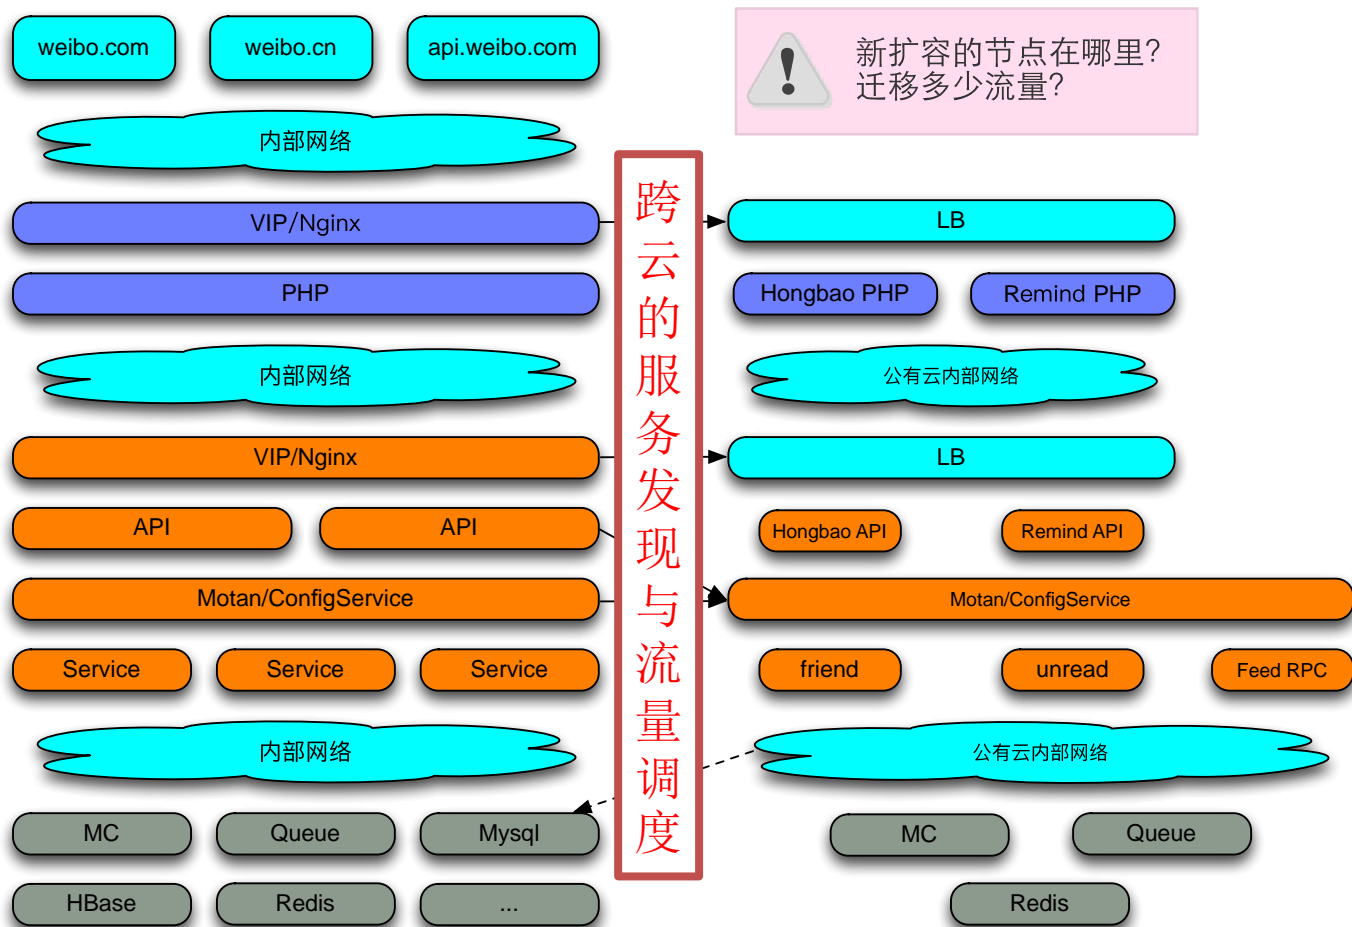 weibo.com
weibo.cn
api.weibo.com
新扩容的节点在哪里?
迁移多少流量?
内部网络
跨云的服务发现与流量调度
VIP/Nginx
LB
PHP
Hongbao PHP
Remind PHP
内部网络
公有云内部网络
VIP/Nginx
LB
API
API
Hongbao API
Remind API
Motan/ConfigService
Motan/ConfigService
Service
Service
Service
friend
unread
Feed RPC
内部网络
公有云内部网络
MC
Queue
Mysql
MC
Queue
HBase
Redis
...
Redis